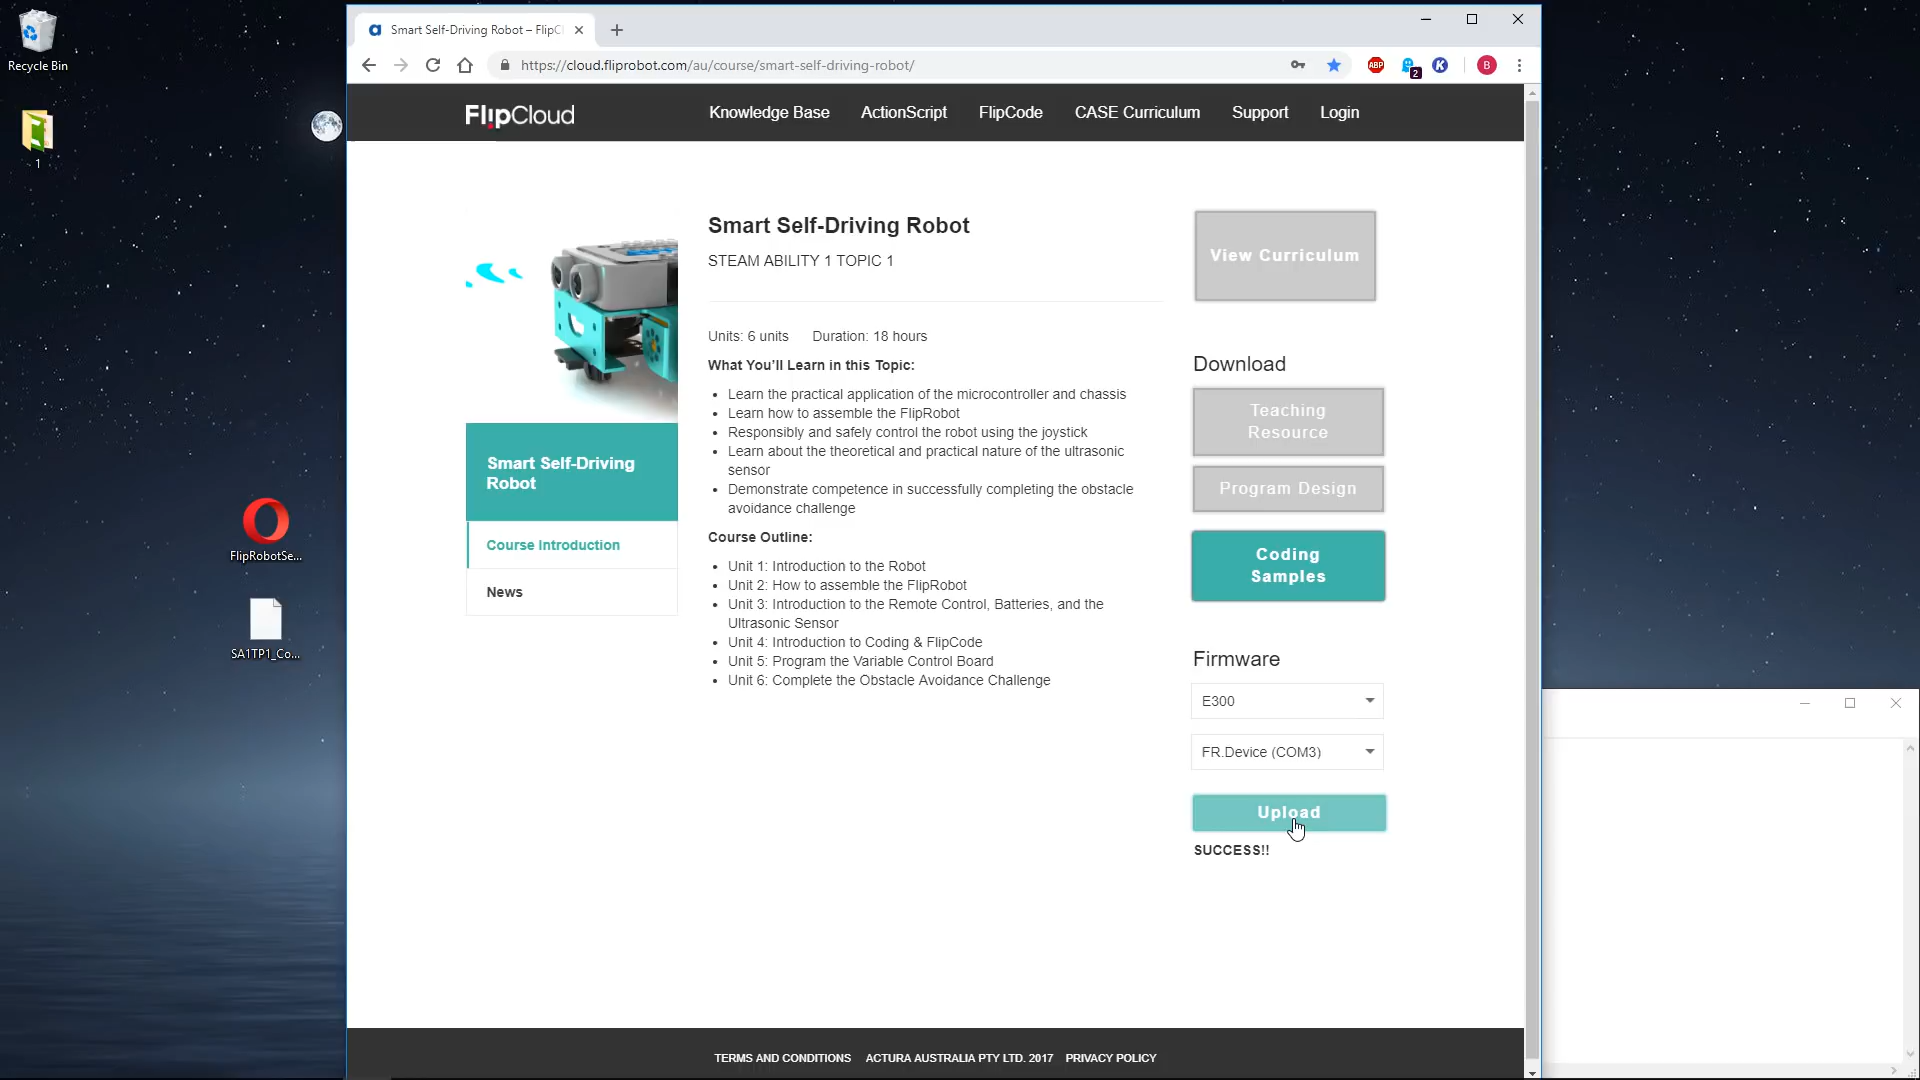 Recycle Bin
1
FlipRobotSe...
SA1TP1_Co...
Smart Self-Driving Robot – FlipC
https://cloud.fliprobot.com/au/course/smart-self-driving-robot/
ABP
2
K
B
FlipCloud
Knowledge Base
ActionScript
FlipCode
CASE Curriculum
Support
Login
Smart Self-Driving
Robot
Course Introduction
News
Smart Self-Driving Robot
STEAM ABILITY 1 TOPIC 1
Units: 6 units
Duration: 18 hours
What You'll Learn in this Topic:
• Learn the practical application of the microcontroller and chassis
• Learn how to assemble the FlipRobot
• Responsibly and safely control the robot using the joystick
• Learn about the theoretical and practical nature of the ultrasonic
sensor
• Demonstrate competence in successfully completing the obstacle
avoidance challenge
Course Outline:
• Unit 1: Introduction to the Robot
• Unit 2: How to assemble the FlipRobot
• Unit 3: Introduction to the Remote Control, Batteries, and the
Ultrasonic Sensor
• Unit 4: Introduction to Coding & FlipCode
• Unit 5: Program the Variable Control Board
• Unit 6: Complete the Obstacle Avoidance Challenge
View Curriculum
Download
Teaching
Resource
Program Design
Coding
Samples
Firmware
E300
FR.Device (COM3)
Upload
SUCCESS!!
TERMS AND CONDITIONS
ACTURA AUSTRALIA PTY LTD. 2017
PRIVACY POLICY